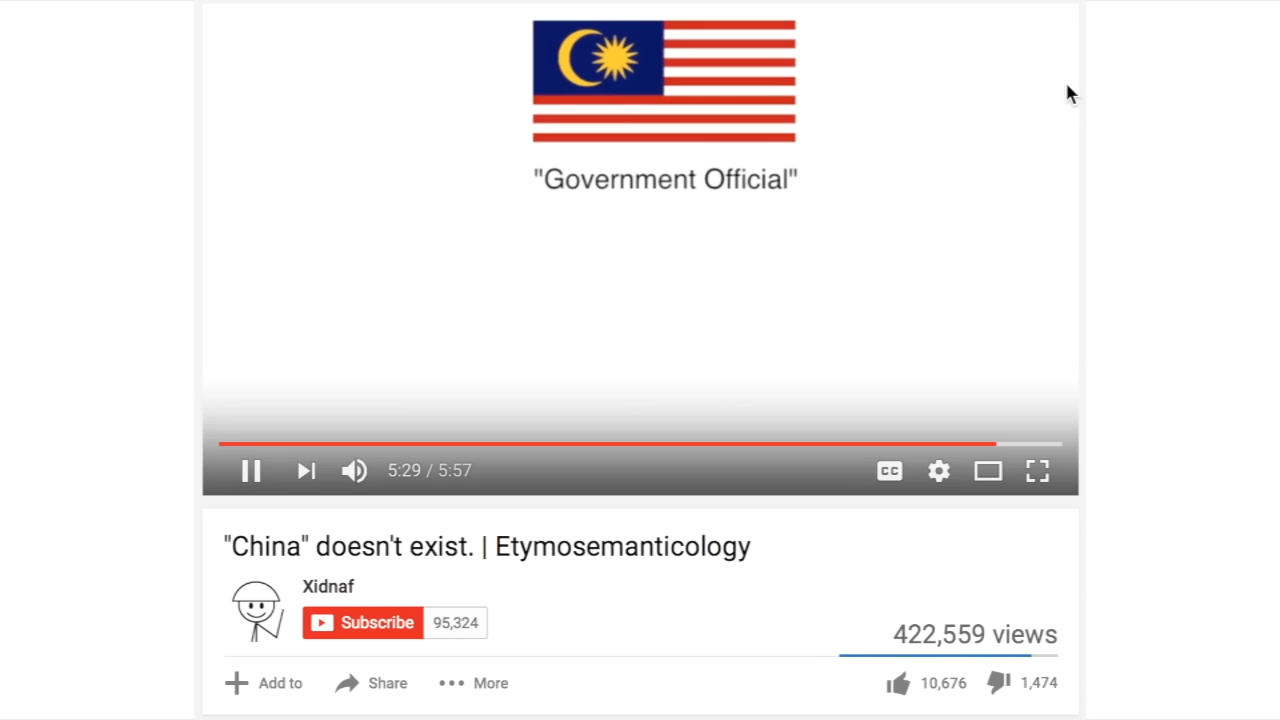 "Government Official"
5:29 / 5:57
CC
"China" doesn't exist. | Etymosemanticology
Xidnaf
Subscribe 95,324
422,559 views
Add to Share More 10,676 1,474